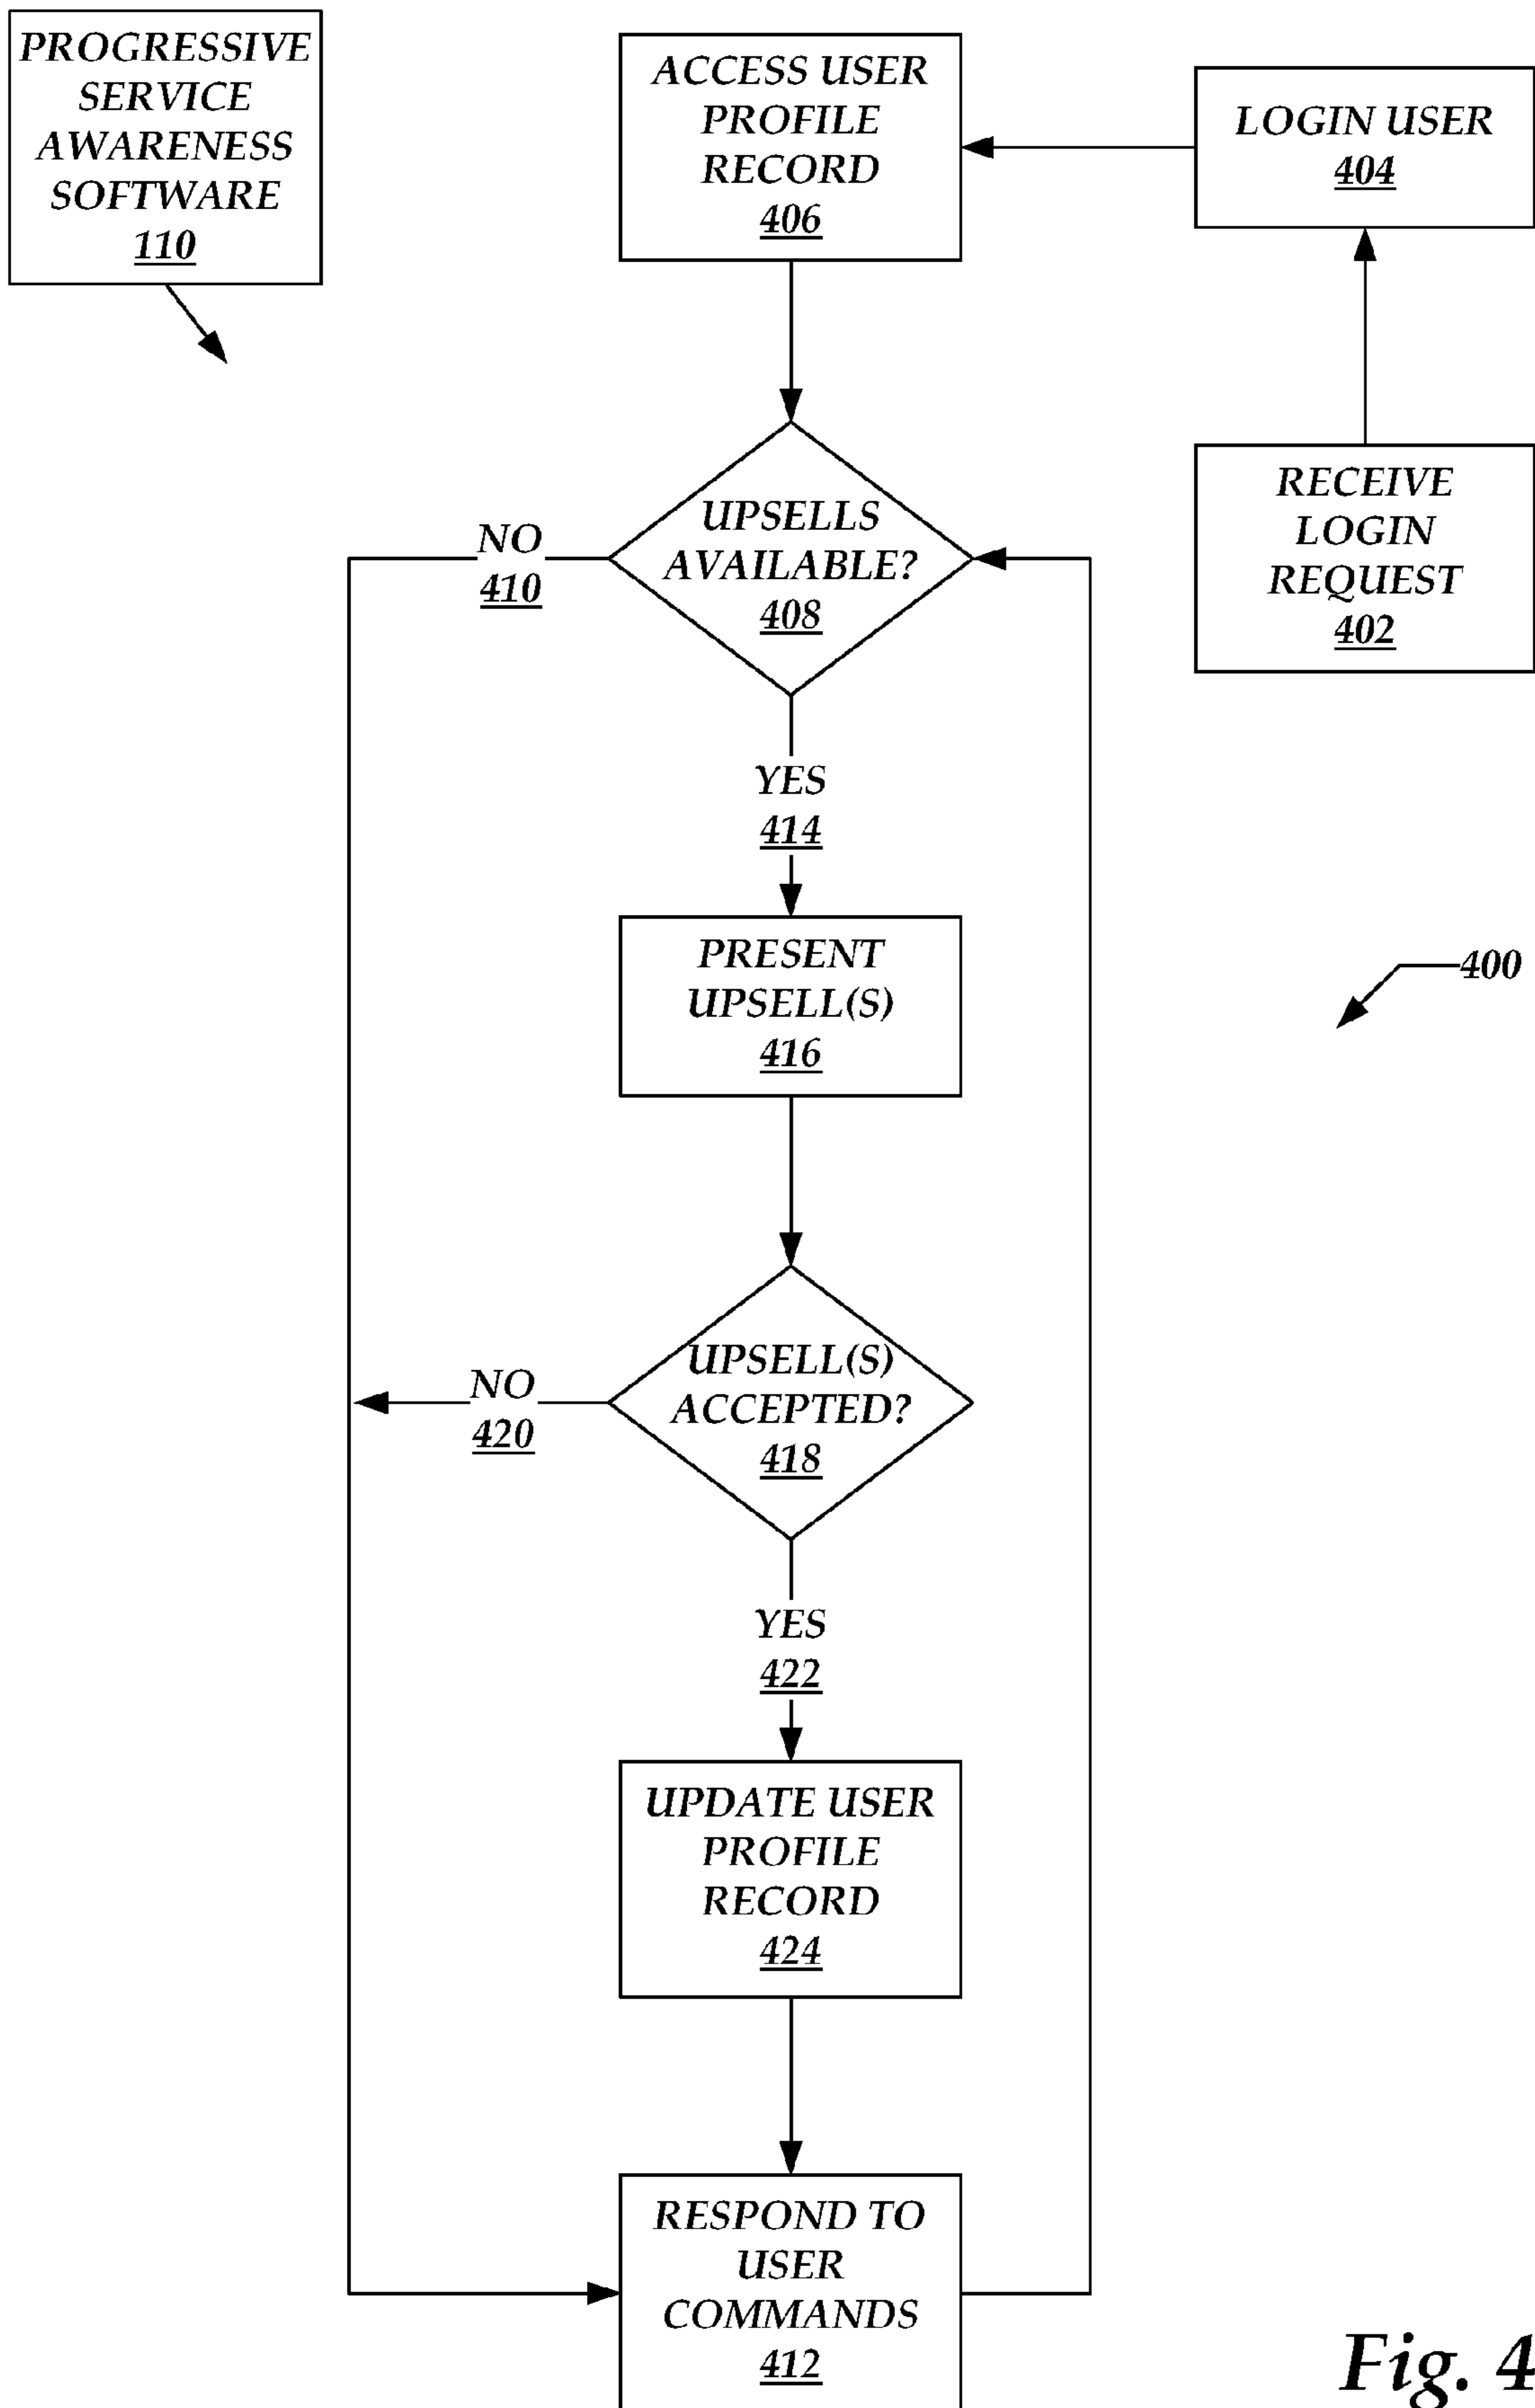 PROGRESSIVE
SERVICE
AWARENESS
SOFTWARE
110
ACCESS USER
PROFILE
RECORD
406
LOGIN USER
404
RECEIVE
LOGIN
REQUEST
402
UPSELLS
AVAILABLE?
408
NO
410
YES
414
PRESENT
UPSELL(S)
416
400
UPSELL(S)
ACCEPTED?
418
NO
420
YES
422
UPDATE USER
PROFILE
RECORD
424
RESPOND TO
USER
COMMANDS
412
Fig. 4